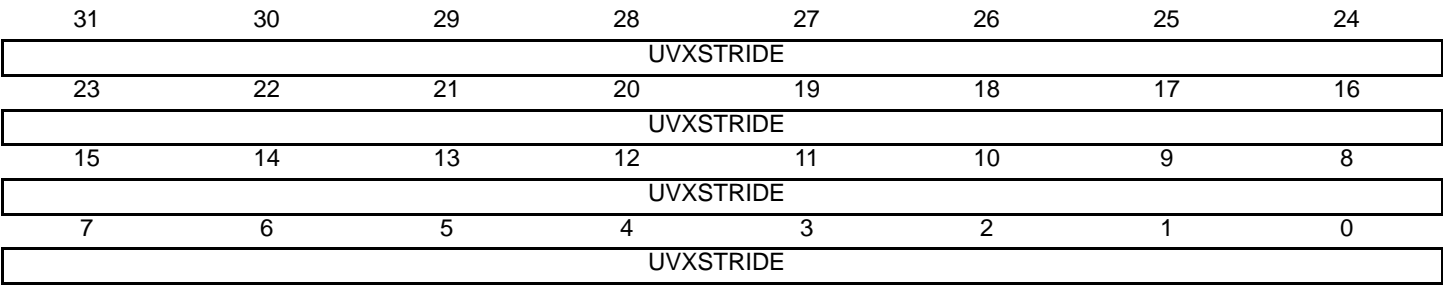 31 30 29 28 27 26 25 24
UVXSTRIDE
23 22 21 20 19 18 17 16
UVXSTRIDE
15 14 13 12 11 10 9 8
UVXSTRIDE
7 6 5 4 3 2 1 0
UVXSTRIDE